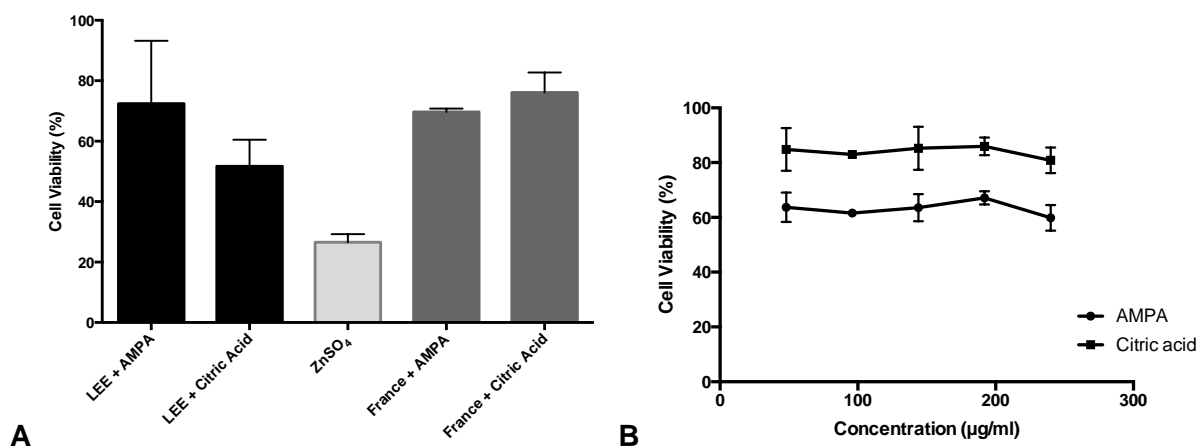 100
80
60
40
20
0
Cell Viability (%)
LEE + AMPA
LEE + Citric Acid
ZnSO₄
France + AMPA
France + Citric Acid
A
100
80
60
40
20
0
Cell Viability (%)
AMPA
Citric acid
0
100
200
300
Concentration (µg/ml)
B